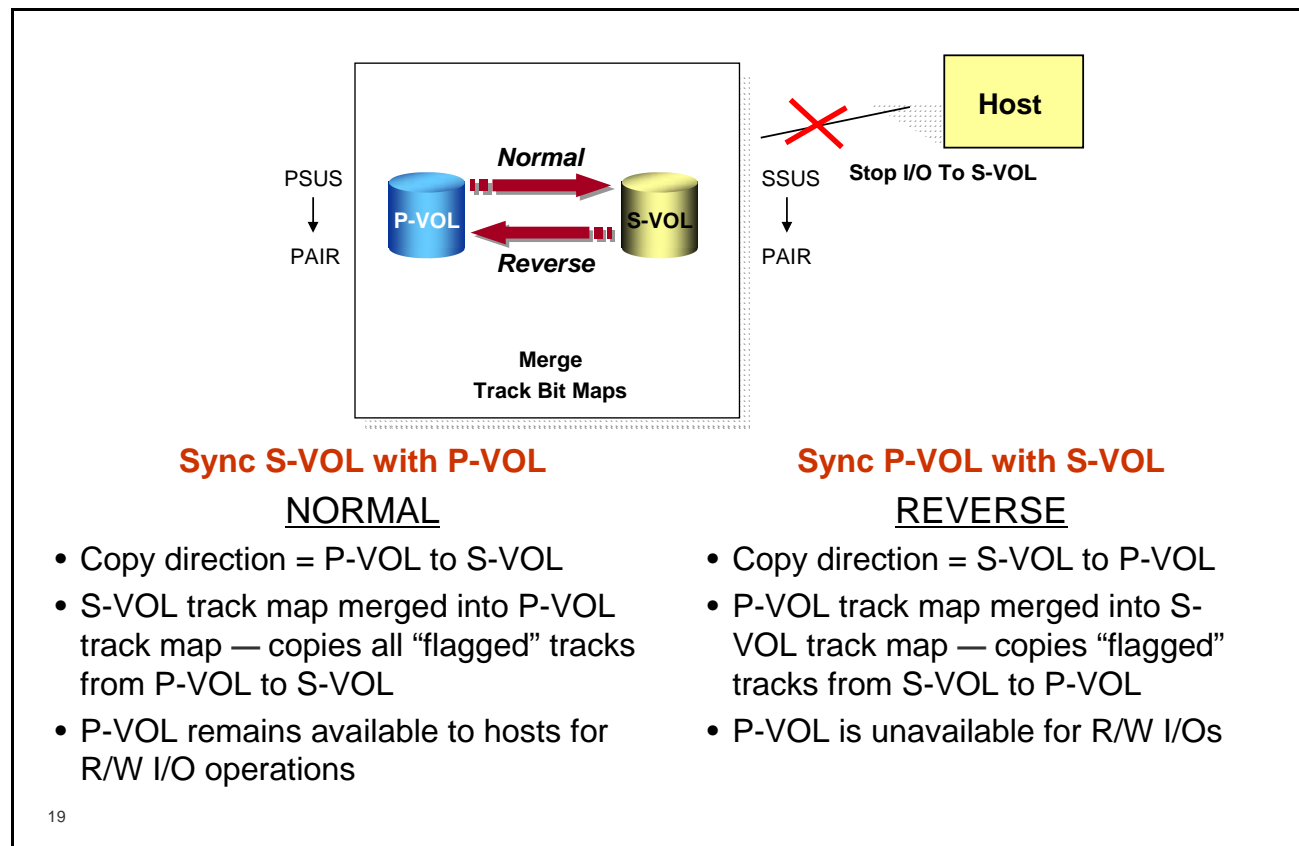 Host
Stop I/O To S-VOL
PSUS
PAIR
Normal
P-VOL
S-VOL
Reverse
SSUS
PAIR
Merge
Track Bit Maps
Sync S-VOL with P-VOL
NORMAL
• Copy direction = P-VOL to S-VOL
• S-VOL track map merged into P-VOL
track map — copies all “flagged” tracks
from P-VOL to S-VOL
• P-VOL remains available to hosts for
R/W I/O operations
Sync P-VOL with S-VOL
REVERSE
• Copy direction = S-VOL to P-VOL
• P-VOL track map merged into S-
VOL track map — copies “flagged”
tracks from S-VOL to P-VOL
• P-VOL is unavailable for R/W I/Os
19